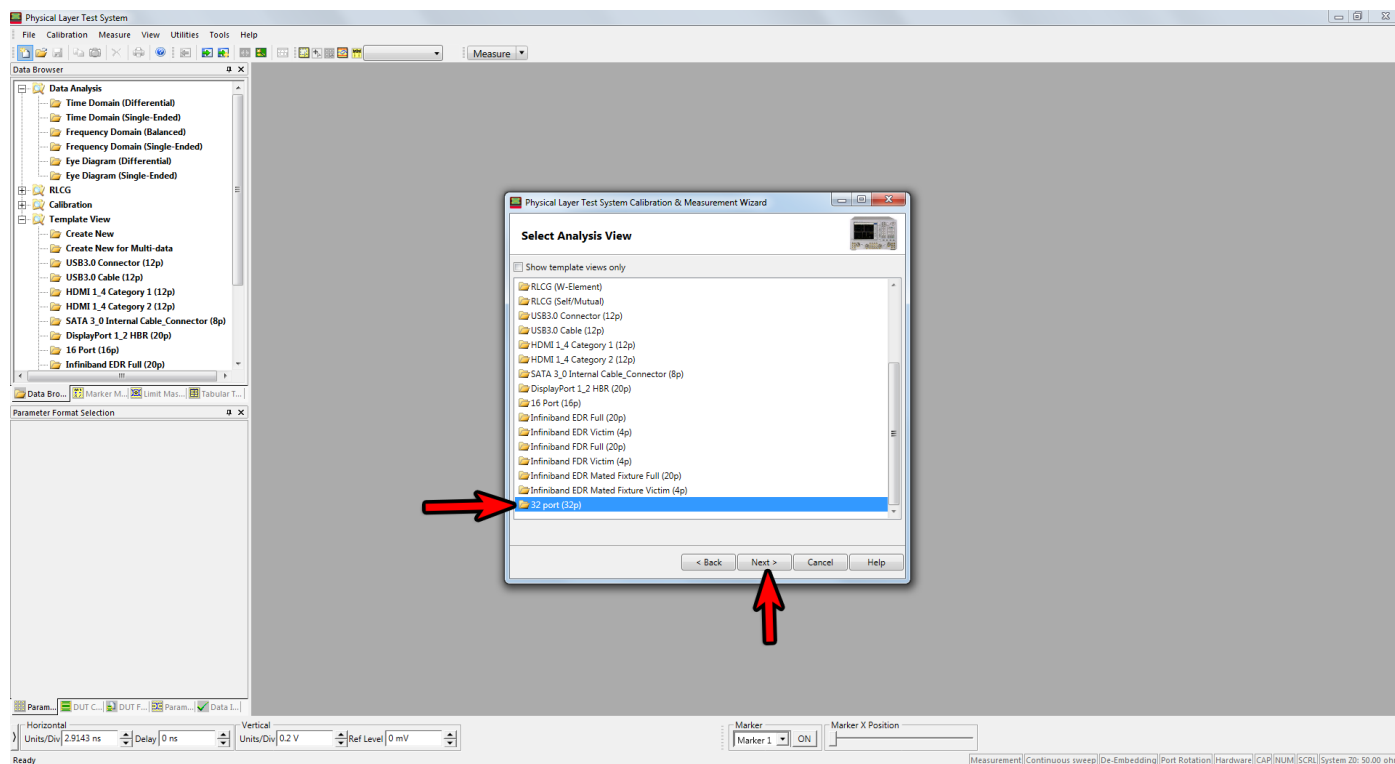 Physical Layer Test System
File Calibration Measure View Utilities Tools Help
Measure
Data Browser
Data Analysis
Time Domain (Differential)
Time Domain (Single-Ended)
Frequency Domain (Balanced)
Frequency Domain (Single-Ended)
Eye Diagram (Differential)
Eye Diagram (Single-Ended)
RLCG
Calibration
Template View
Create New
Create New for Multi-data
USB3.0 Connector (12p)
USB3.0 Cable (12p)
HDMI 1_4 Category 1 (12p)
HDMI 1_4 Category 2 (12p)
SATA 3_0 Internal Cable_Connector (8p)
DisplayPort 1_2 HBR (20p)
16 Port (16p)
Infiniband EDR Full (20p)
Data Bro... Marker M... Limit Mas... Tabular T...
Parameter Format Selection
Param... DUT C... DUT F... Param... Data I...
Physical Layer Test System Calibration & Measurement Wizard
Select Analysis View
Show template views only
RLCG (W-Element)
RLCG (Self/Mutual)
USB3.0 Connector (12p)
USB3.0 Cable (12p)
HDMI 1_4 Category 1 (12p)
HDMI 1_4 Category 2 (12p)
SATA 3_0 Internal Cable_Connector (8p)
DisplayPort 1_2 HBR (20p)
16 Port (16p)
Infiniband EDR Full (20p)
Infiniband EDR Victim (4p)
Infiniband FDR Full (20p)
Infiniband FDR Victim (4p)
Infiniband EDR Mated Fixture Full (20p)
Infiniband EDR Mated Fixture Victim (4p)
32 port (32p)
< Back Next > Cancel Help
Horizontal Vertical Marker Marker X Position
Units/Div 2.9143 ns Delay 0 ns Units/Div 0.2 V Ref Level 0 mV Marker 1 ON
Ready Measurement Continuous sweep De-Embedding Port Rotation Hardware CAP NUM SCRL System Z0: 50.00 oh